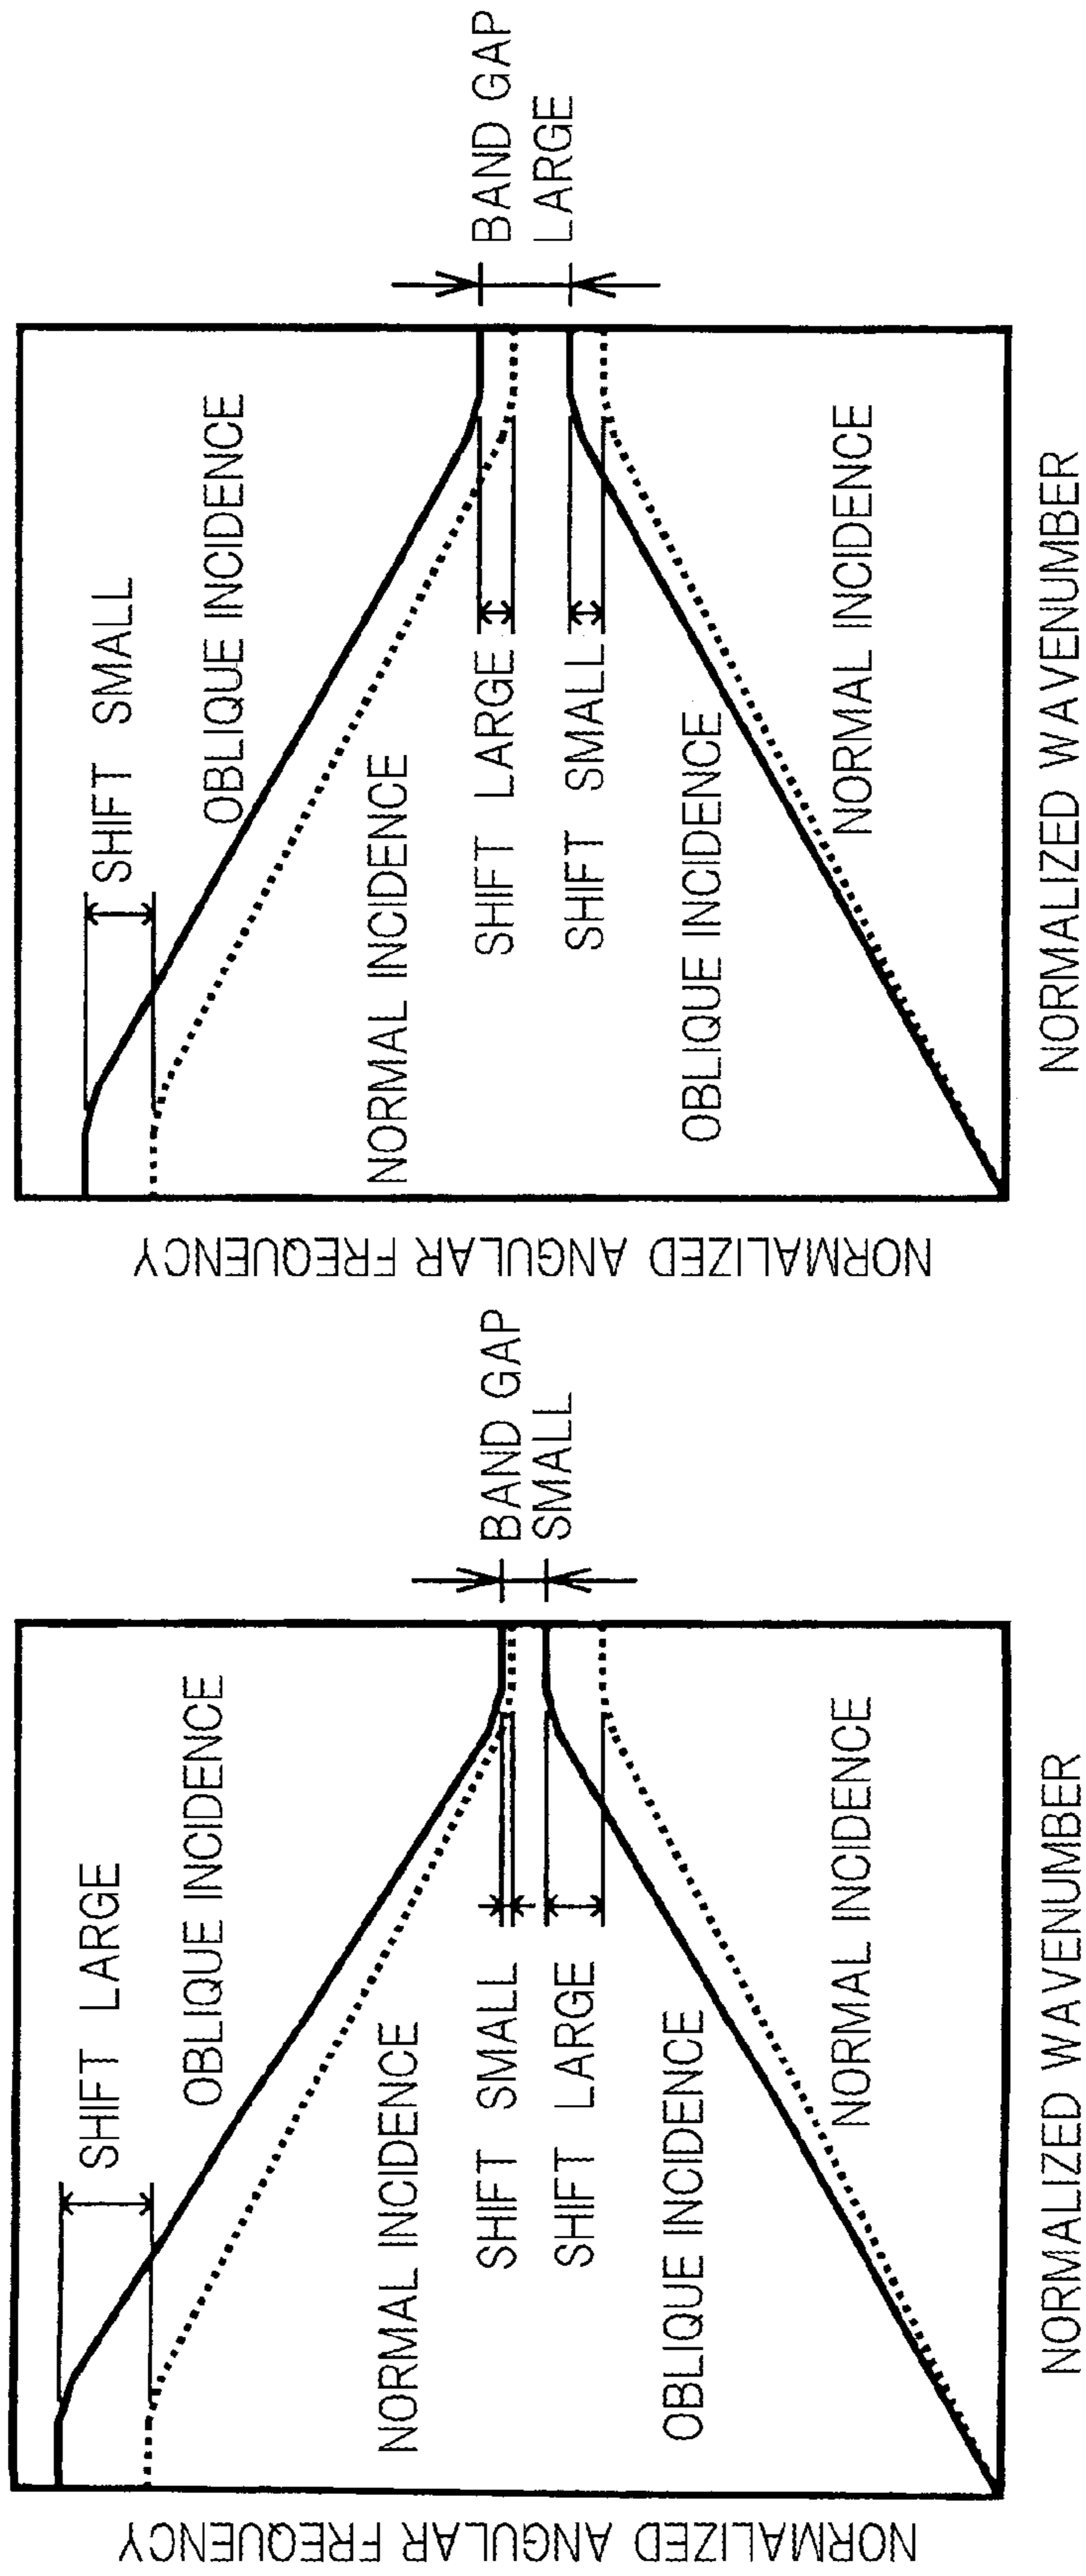 NORMALIZED ANGULAR FREQUENCY
SHIFT LARGE
OBLIQUE INCIDENCE
NORMAL INCIDENCE
SHIFT SMALL
SHIFT LARGE
OBLIQUE INCIDENCE
NORMAL INCIDENCE
BAND GAP
SMALL
NORMALIZED WAVENUMBER
NORMALIZED ANGULAR FREQUENCY
SHIFT SMALL
OBLIQUE INCIDENCE
NORMAL INCIDENCE
SHIFT LARGE
SHIFT SMALL
OBLIQUE INCIDENCE
NORMAL INCIDENCE
BAND GAP
LARGE
NORMALIZED WAVENUMBER